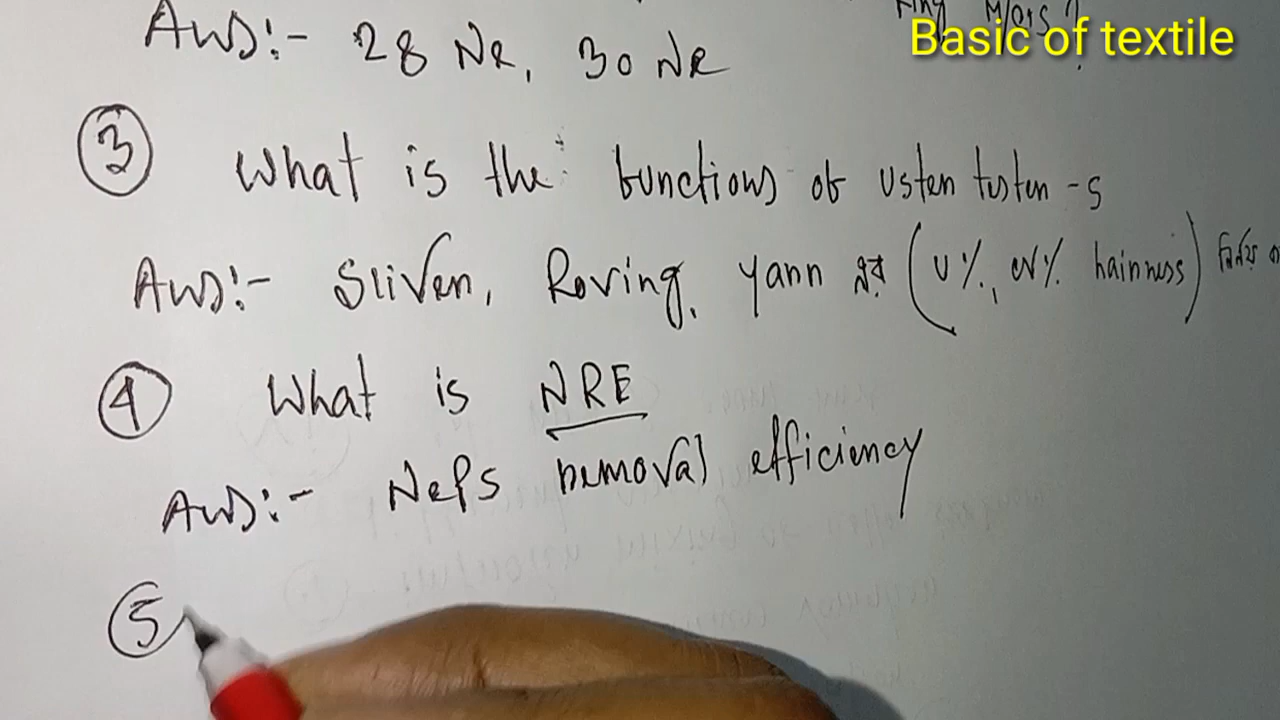 Basic of textile
Ans:- 28 Ne, 30 Ne
3 What is the functions of Uster tester -5
Ans:- Sliver, Roving, yarn এর (U%, CV% hairiness) নির্ণয়
4 What is NRE
Ans:- Neps removal efficiency
5